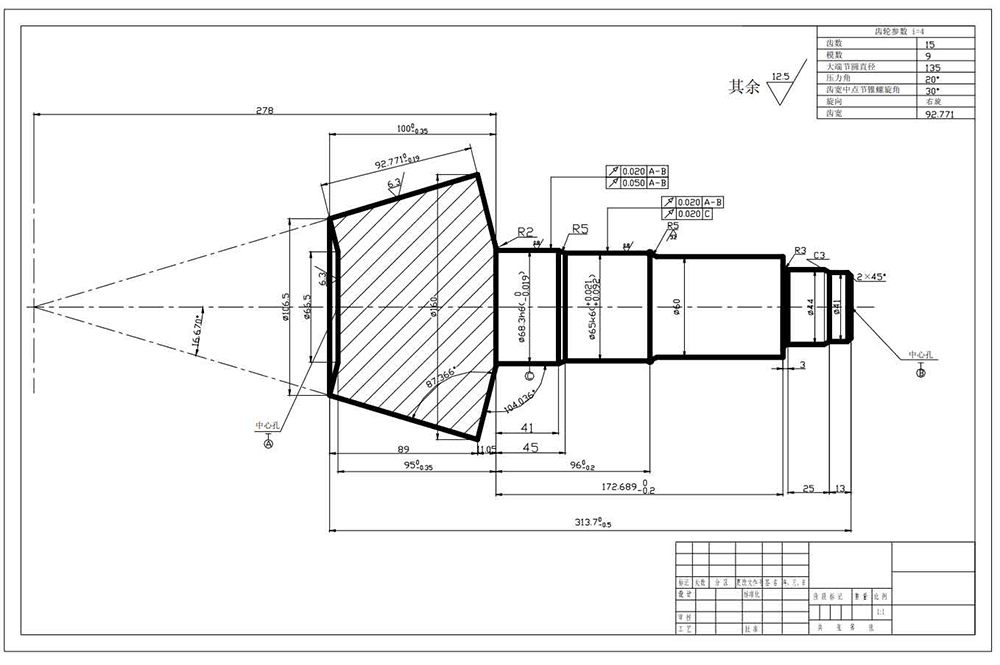 齿轮参数 i=4
齿数 15
模数 9
大端节圆直径 135
压力角 20°
齿宽中点节锥螺旋角 30°
旋向 右旋
齿宽 92.771
其余 12.5
278
100 0 -0.35
92.771 0 -0.19
6.3
0.020 A-B
0.050 A-B
0.020 A-B
0.020 C
R2
R5
R5
R3
C3
2×45°
6.3
ø106.5
ø66.5
ø160
ø68.3h6( 0 -0.019)
ø65k6(
ø60
ø44
ø41
16.670°
87.366°
104.036°
C
3
中心孔
B
中心孔
A
41
89
11.05
45
95 0 -0.35
96 0 -0.2
172.689 0 -0.2
25
13
313.7 0 -0.5
标记 处数 分区 更改文件号 签名 年、月、日
设计 标准化
阶段标记 重量 比例
1:1
审核
工艺 批准
共 张 第 张